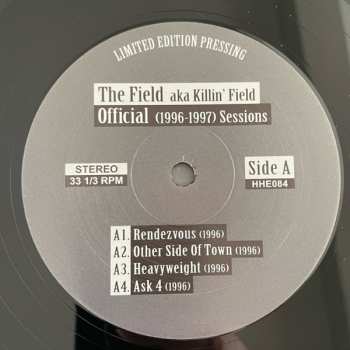 LIMITED EDITION PRESSING
The Field aka Killin' Field
Official (1996-1997) Sessions
STEREO
33 1/3 RPM
Side A
HHE084
A1. Rendezvous (1996)
A2. Other Side Of Town (1996)
A3. Heavyweight (1996)
A4. Ask 4 (1996)